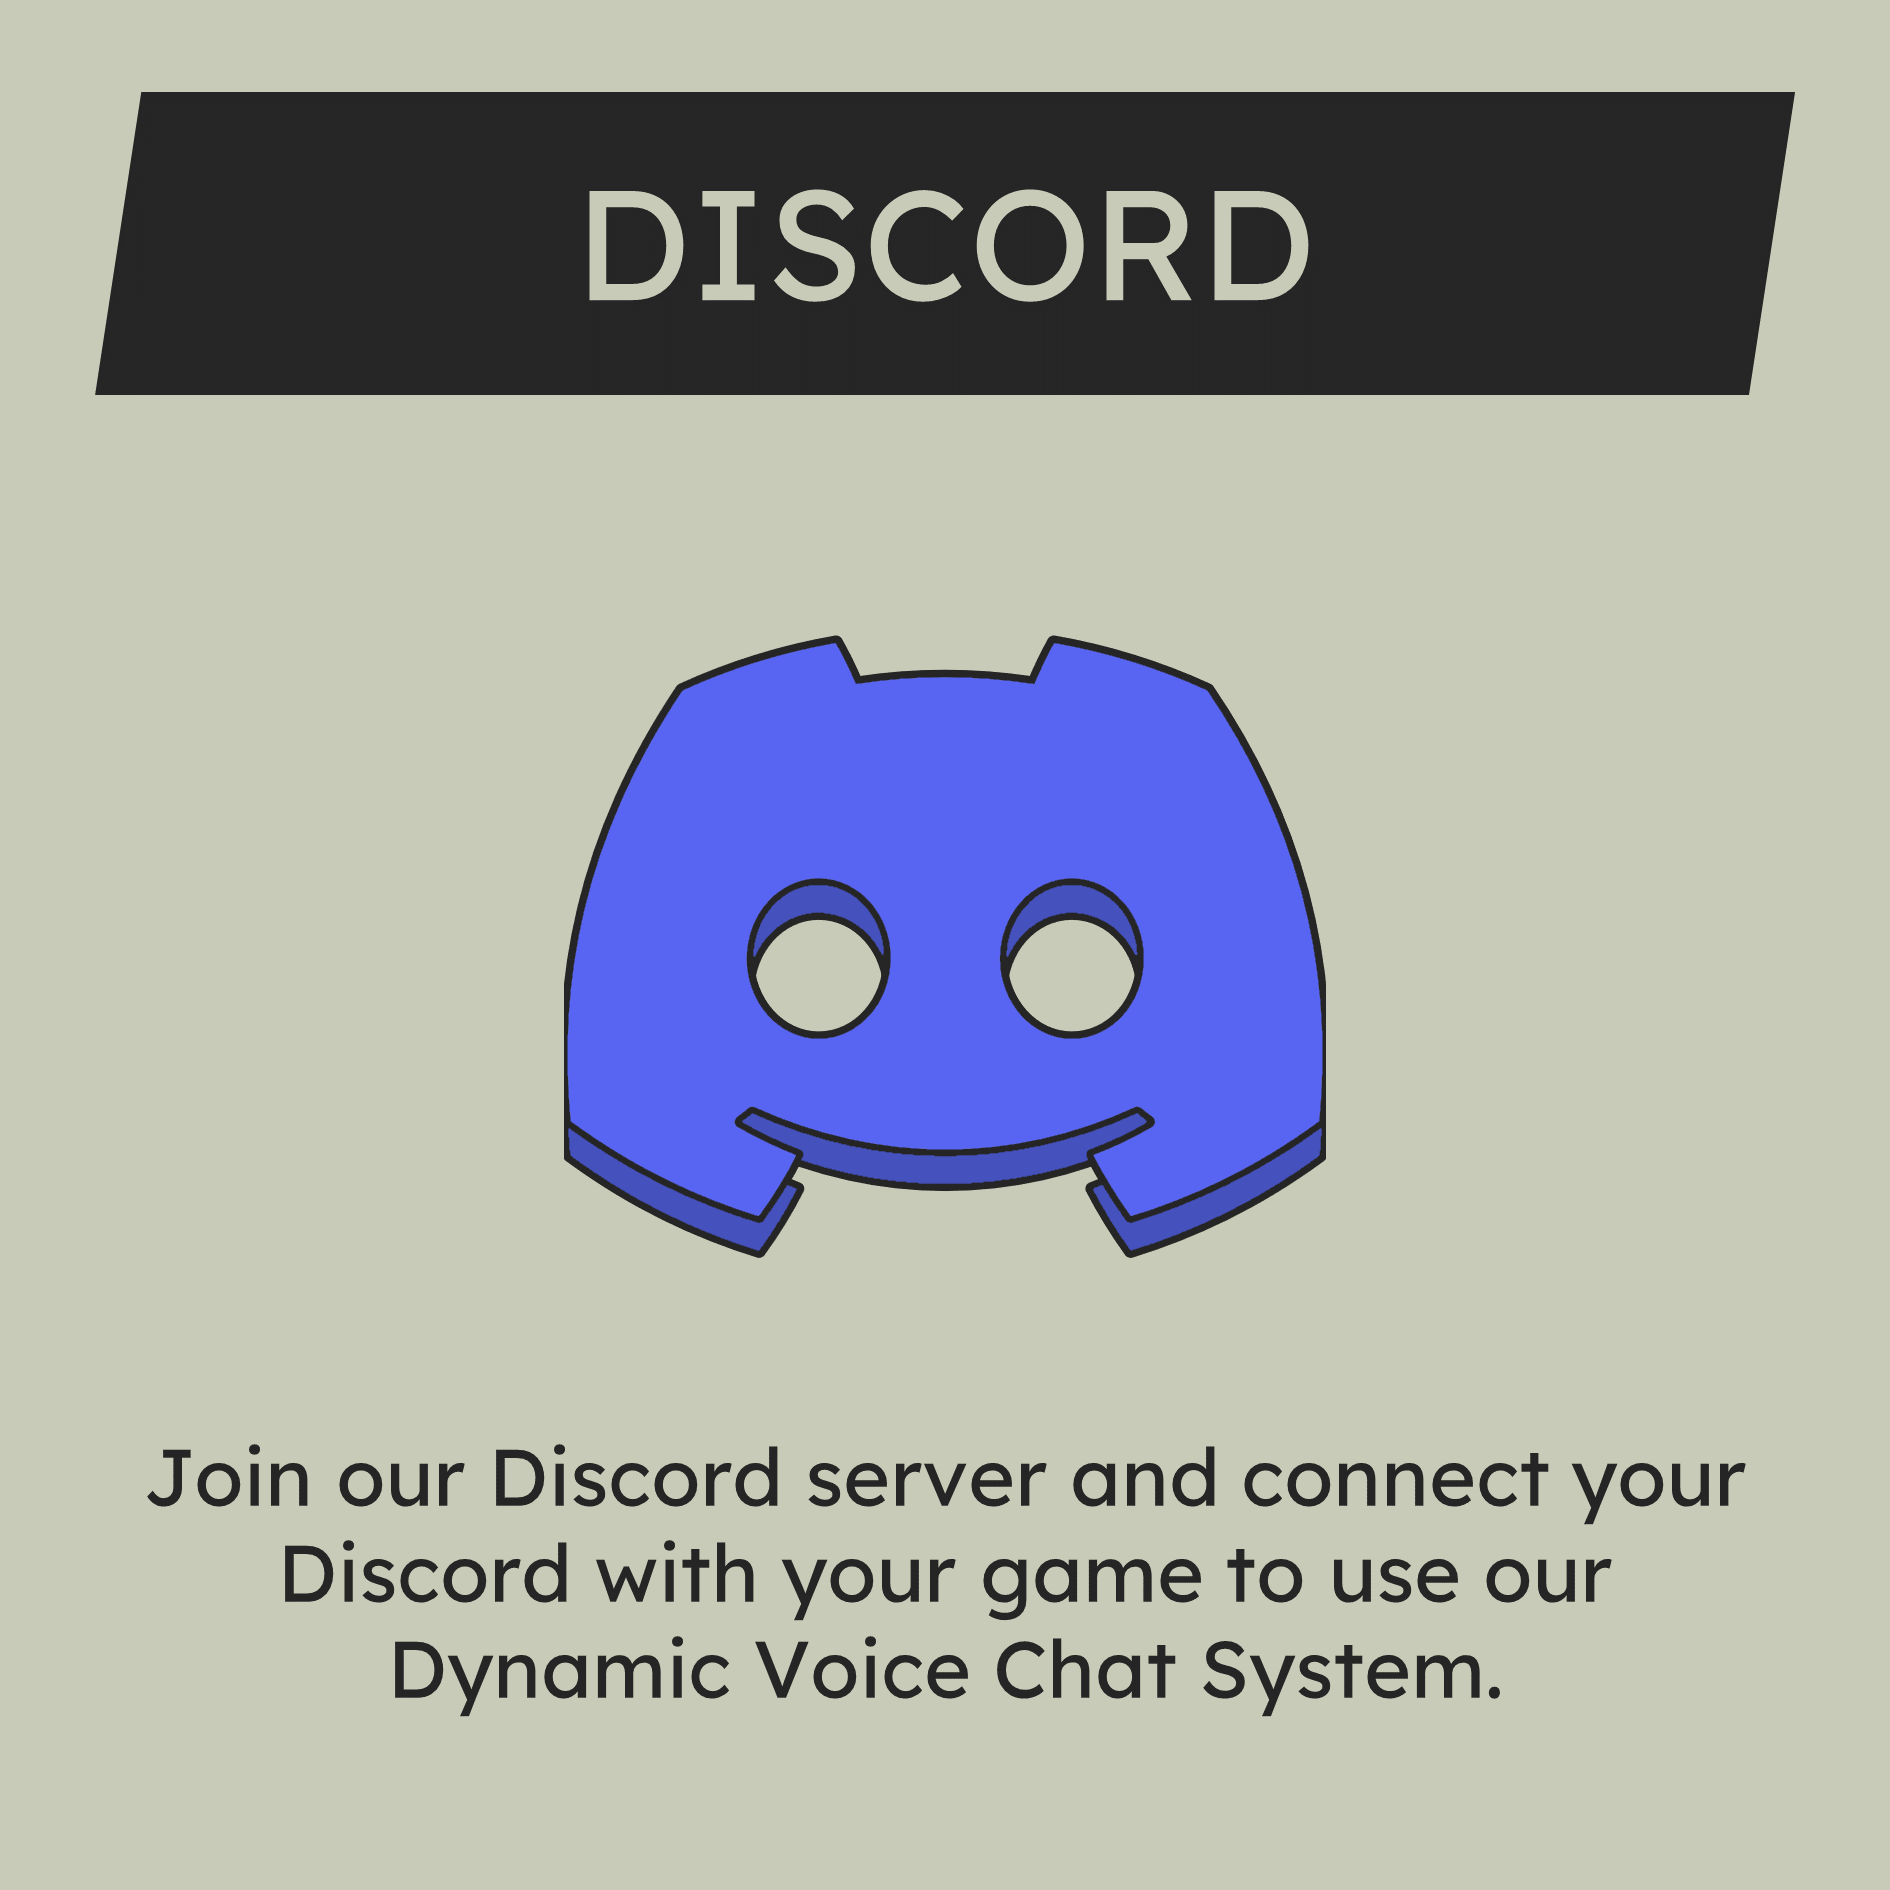 DISCORD
Join our Discord server and connect your
Discord with your game to use our
Dynamic Voice Chat System.